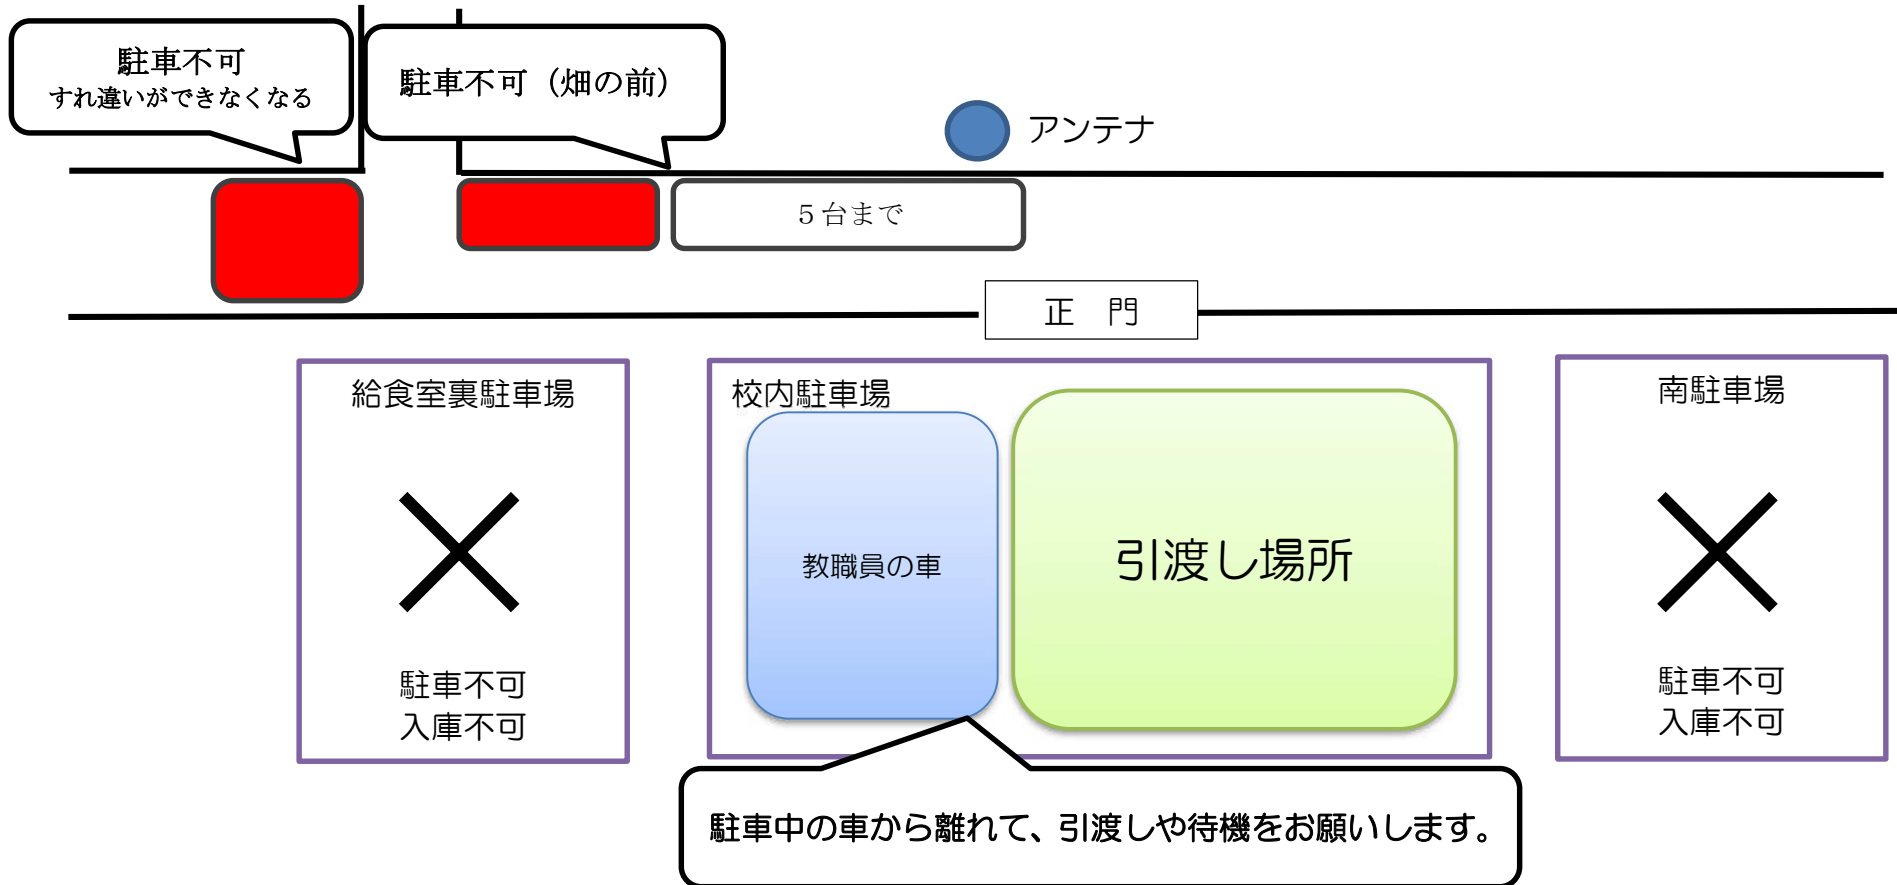 駐車不可
すれ違いができなくなる
駐車不可（畑の前）
アンテナ
５台まで
正　門
給食室裏駐車場
駐車不可
入庫不可
校内駐車場
教職員の車
引渡し場所
南駐車場
駐車不可
入庫不可
駐車中の車から離れて、引渡しや待機をお願いします。